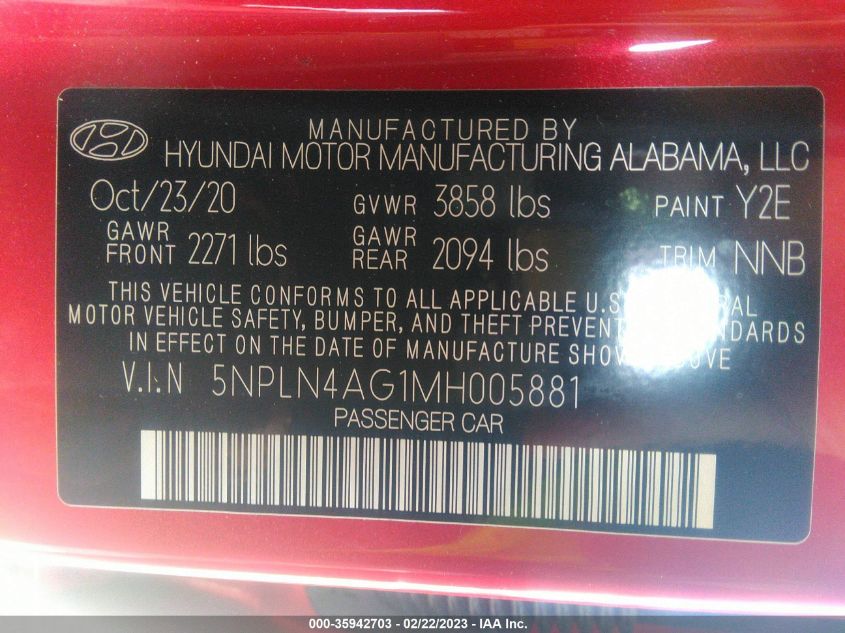 MANUFACTURED BY
HYUNDAI MOTOR MANUFACTURING ALABAMA, LLC
Oct/23/20 GVWR 3858 lbs PAINT Y2E
GAWR FRONT 2271 lbs GAWR REAR 2094 lbs TRIM NNB
THIS VEHICLE CONFORMS TO ALL APPLICABLE U.S
MOTOR VEHICLE SAFETY, BUMPER, AND THEFT STANDARDS
IN EFFECT ON THE DATE OF MANUFACTURE
V.I.N 5NPLN4AG1MH005881
PASSENGER CAR
000-35942703 - 02/22/2023 - IAA Inc.